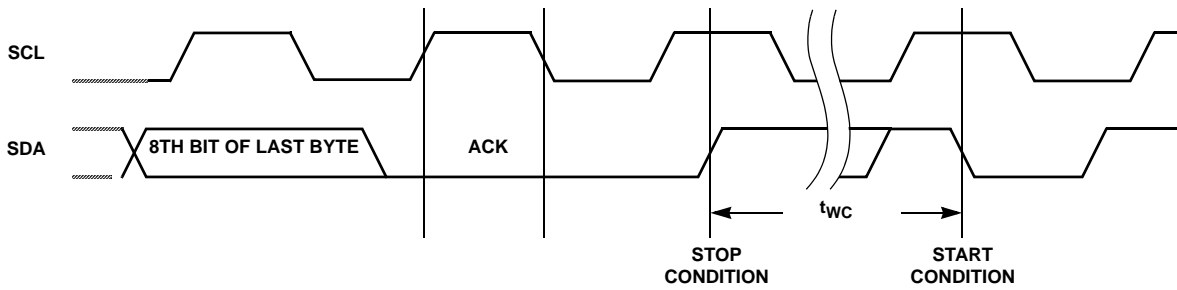 SCL
SDA
8TH BIT OF LAST BYTE
ACK
tWC
STOP
CONDITION
START
CONDITION